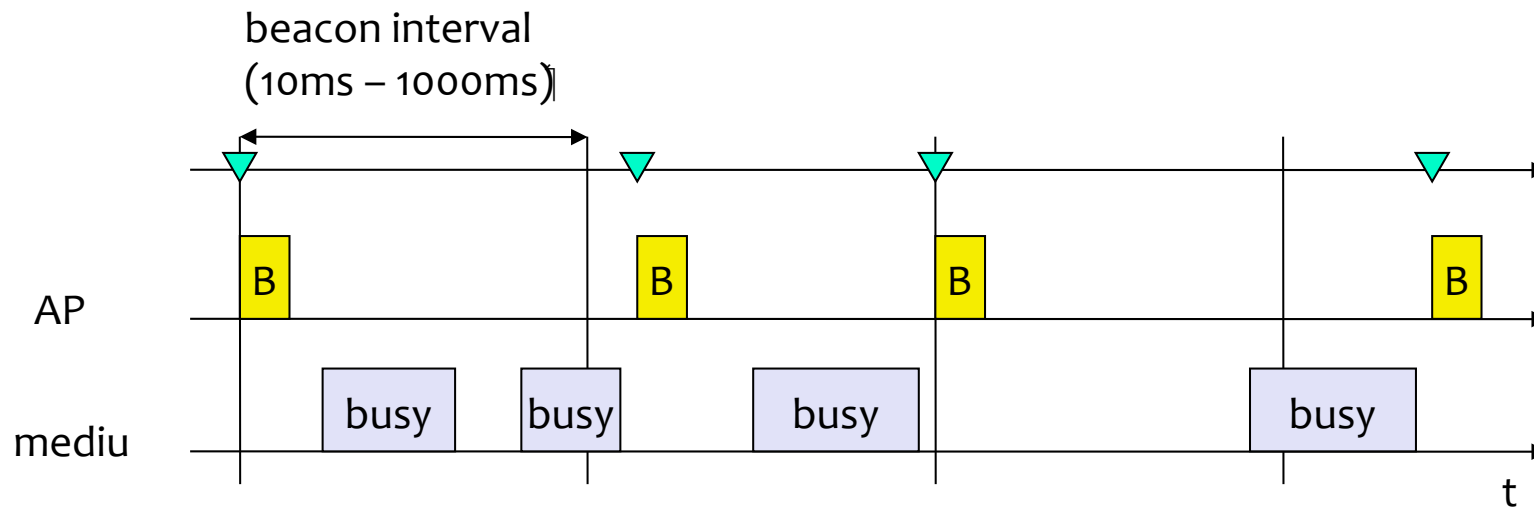 beacon interval
(10ms – 1000ms)
B B B B
AP
busy busy busy busy
mediu
t